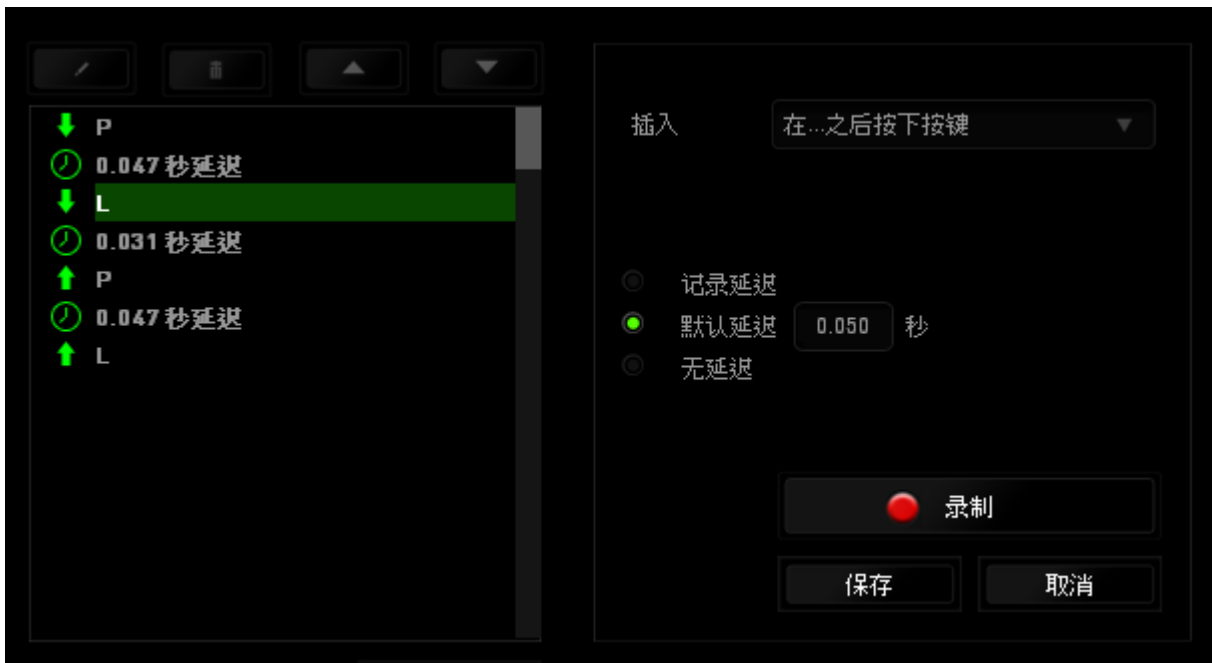 P
0.047 秒延迟
L
0.031 秒延迟
P
0.047 秒延迟
L
插入
在...之后按下按键
记录延迟
默认延迟 0.050 秒
无延迟
录制
保存 取消